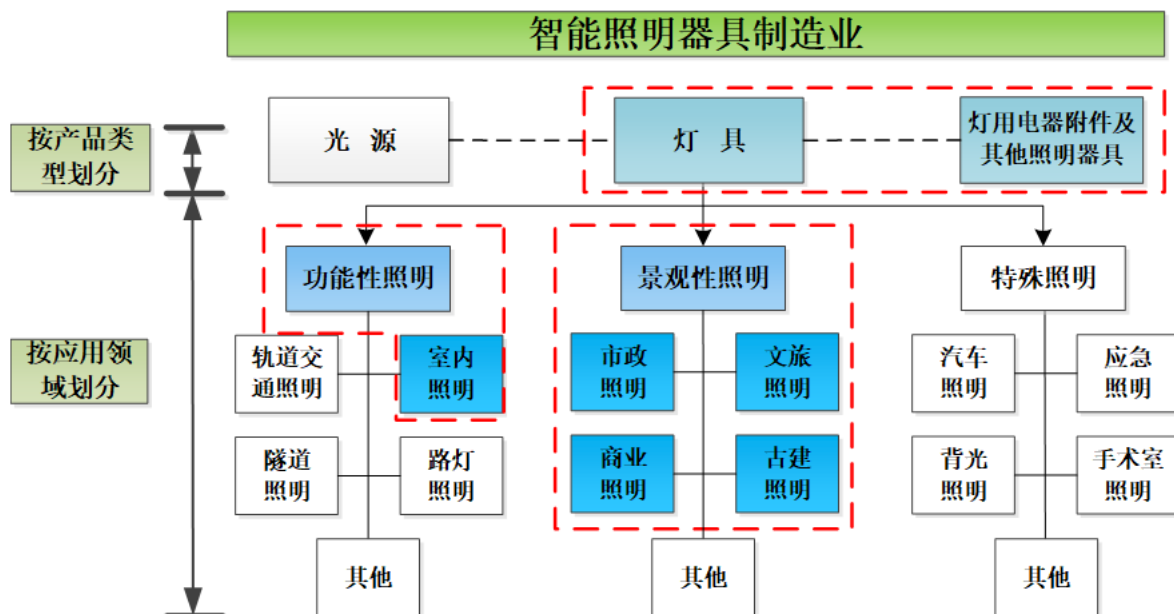 智能照明器具制造业
按产品类
型划分
光 源
灯 具
灯用电器附件及
其他照明器具
按应用领
域划分
功能性照明
景观性照明
特殊照明
轨道交
通照明
室内
照明
市政
照明
文旅
照明
汽车
照明
应急
照明
隧道
照明
路灯
照明
商业
照明
古建
照明
背光
照明
手术室
照明
其他
其他
其他